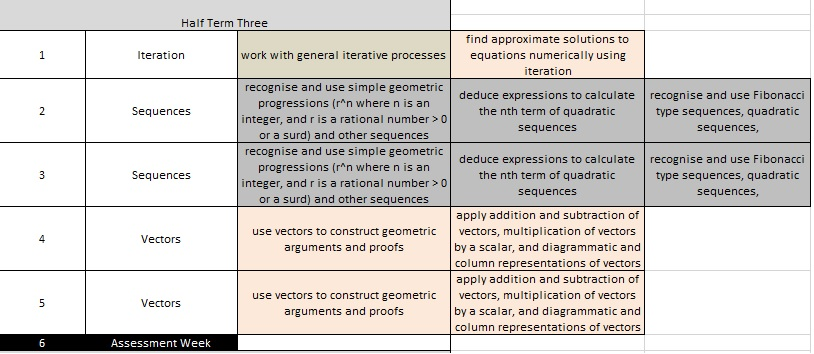 Half Term Three
1
Iteration
work with general iterative processes
find approximate solutions to
equations numerically using
iteration
2
Sequences
recognise and use simple geometric
progressions (r^n where n is an
integer, and r is a rational number > 0
or a surd) and other sequences
deduce expressions to calculate
the nth term of quadratic
sequences
recognise and use Fibonacci
type sequences, quadratic
sequences,
3
Sequences
recognise and use simple geometric
progressions (r^n where n is an
integer, and r is a rational number > 0
or a surd) and other sequences
deduce expressions to calculate
the nth term of quadratic
sequences
recognise and use Fibonacci
type sequences, quadratic
sequences,
4
Vectors
use vectors to construct geometric
arguments and proofs
apply addition and subtraction of
vectors, multiplication of vectors
by a scalar, and diagrammatic and
column representations of vectors
5
Vectors
use vectors to construct geometric
arguments and proofs
apply addition and subtraction of
vectors, multiplication of vectors
by a scalar, and diagrammatic and
column representations of vectors
6
Assessment Week